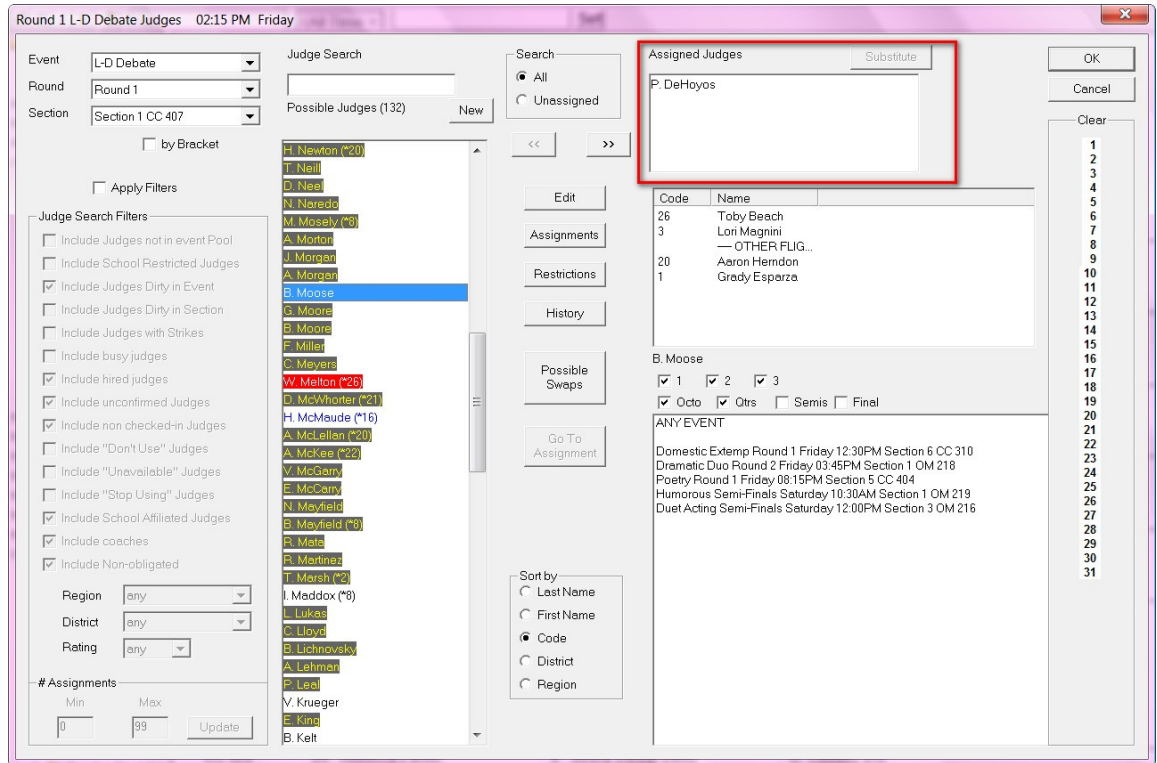 Round 1 L-D Debate Judges 02:15 PM Friday
Event
L-D Debate
Round
Round 1
Section
Section 1 CC 407
by Bracket
Apply Filters
Judge Search Filters
Include Judges not in event Pool
Include School Restricted Judges
Include Judges Dirty in Event
Include Judges Dirty in Section
Include Judges with Strikes
Include busy judges
Include hired judges
Include unconfirmed Judges
Include non checked-in Judges
Include "Don't Use" Judges
Include "Unavailable" Judges
Include "Stop Using" Judges
Include School Affiliated Judges
Include coaches
Include Non-obligated
Region any
District any
Rating any
# Assignments
Min Max
0 99 Update
Judge Search
Possible Judges (132) New
H. Newton (*20)
T. Neill
D. Neel
N. Naredo
M. Mosely (*8)
A. Morton
J. Morgan
A. Morgan
B. Moose
G. Moore
B. Moore
F. Miller
C. Meyers
W. Melton (*26)
D. McWhorter (*21)
H. McMaude (*16)
A. McLellan (*20)
A. McKee (*22)
V. McGarry
E. McCarry
N. Mayfield
B. Mayfield (*8)
R. Mata
R. Martinez
T. Marsh (*2)
I. Maddox (*8)
L. Lukas
C. Lloyd
B. Lichnovsky
A. Lehman
P. Leal
V. Krueger
E. King
B. Kelt
Search
All
Unassigned
<< >>
Edit
Assignments
Restrictions
History
Possible
Swaps
Go To
Assignment
Sort by
Last Name
First Name
Code
District
Region
Assigned Judges Substitute
P. DeHoyos
Code Name
26 Toby Beach
3 Lori Magnini
— OTHER FLIG...
20 Aaron Herndon
1 Grady Esparza
B. Moose
1 2 3
Octo Qtrs Semis Final
ANY EVENT
Domestic Extemp Round 1 Friday 12:30PM Section 6 CC 310
Dramatic Duo Round 2 Friday 03:45PM Section 1 OM 218
Poetry Round 1 Friday 08:15PM Section 5 CC 404
Humorous Semi-Finals Saturday 10:30AM Section 1 OM 219
Duet Acting Semi-Finals Saturday 12:00PM Section 3 OM 216
OK
Cancel
Clear
1
2
3
4
5
6
7
8
9
10
11
12
13
14
15
16
17
18
19
20
21
22
23
24
25
26
27
28
29
30
31